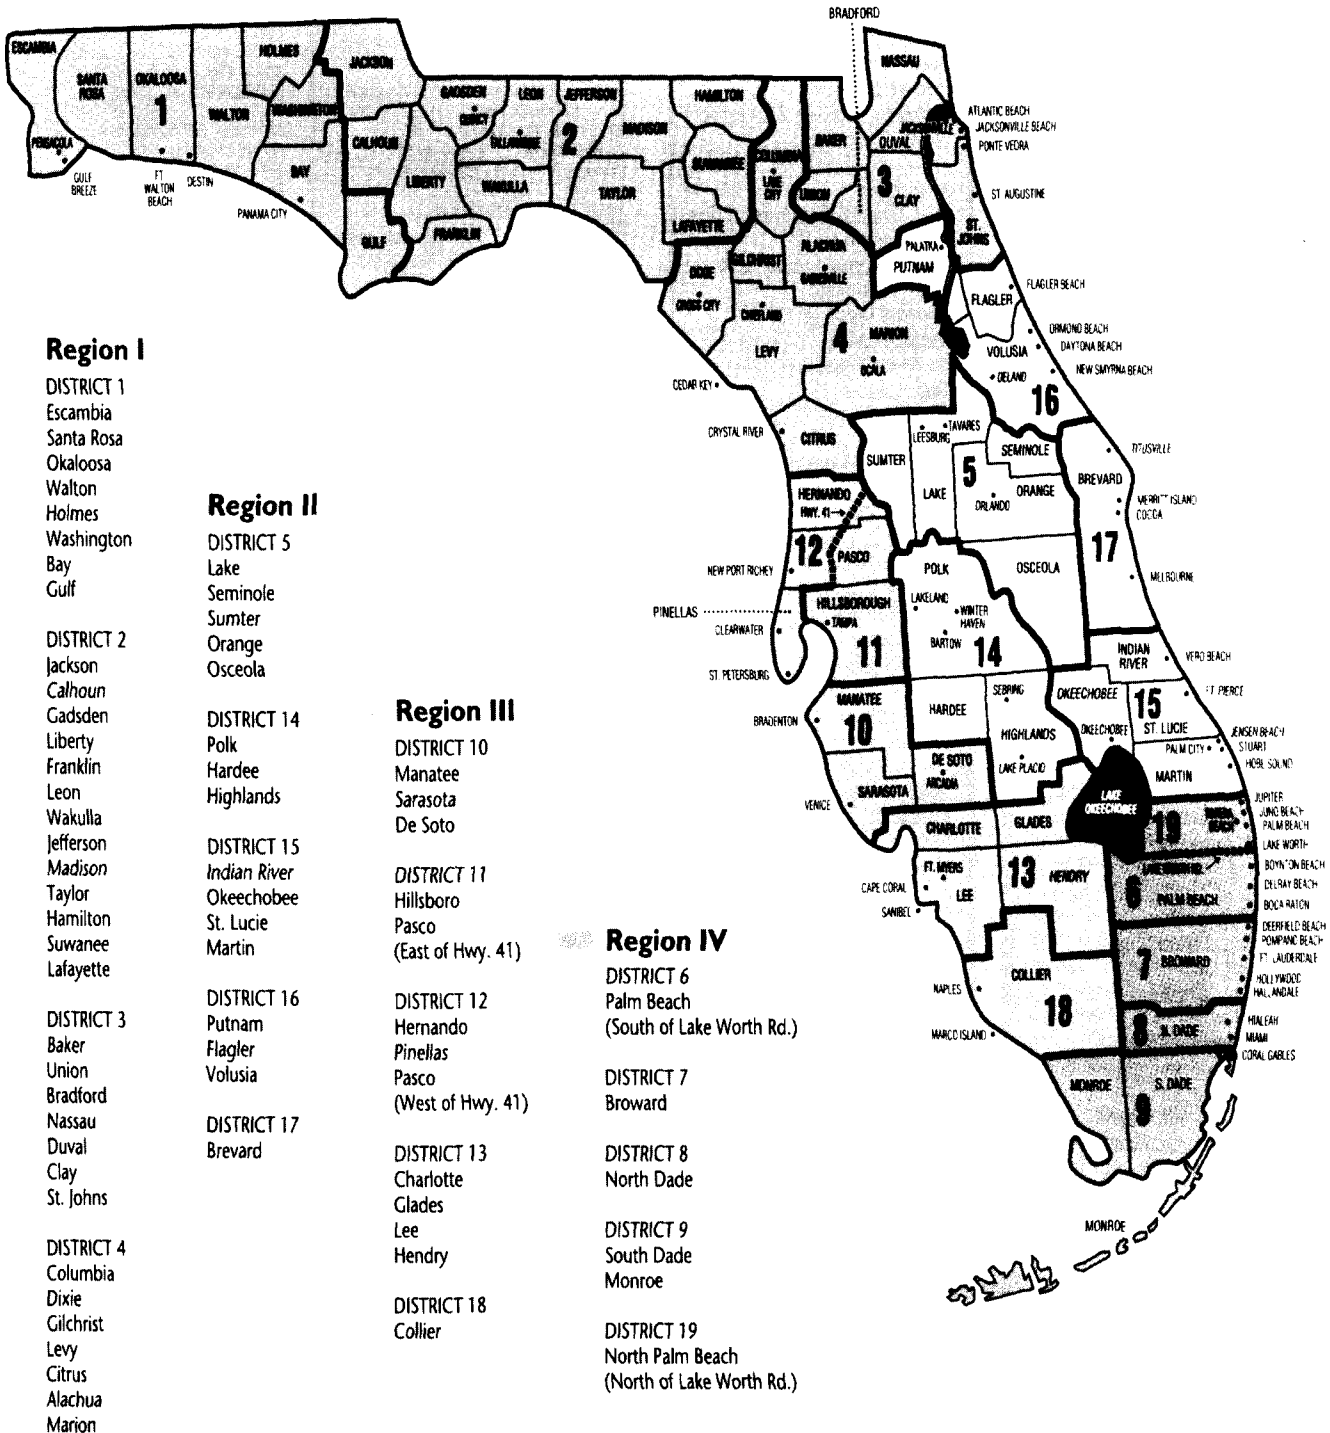 BRADFORD
ESCAMBIA
SANTA
ROSA
OKALOOSA
1
WALTON
HOLMES
WASHINGTON
JACKSON
BAY
CALHOUN
GULF
PENSACOLA
GULF
BREEZE
FT
WALTON
BEACH
DESTIN
PANAMA CITY
GADSDEN
QUINCY
LEON
TALLAHASSEE
LIBERTY
WAKULLA
FRANKLIN
JEFFERSON
2
MADISON
TAYLOR
HAMILTON
SUWANNEE
LAFAYETTE
COLUMBIA
LAKE
CITY
BAKER
UNION
NASSAU
JACKSONVILLE
DUVAL
3
CLAY
ATLANTIC BEACH
JACKSONVILLE BEACH
PONTE VEDRA
ST AUGUSTINE
ST.
JOHNS
PALATKA
PUTNAM
FLAGLER
FLAGLER BEACH
DIXIE
CROSS CITY
GILCHRIST
ALACHUA
GAINESVILLE
CHIEFLAND
LEVY
4
MARION
OCALA
CEDAR KEY
ORMOND BEACH
DAYTONA BEACH
NEW SMYRNA BEACH
VOLUSIA
DELAND
16
CRYSTAL RIVER
CITRUS
SUMTER
LEESBURG
TAVARES
LAKE
5
SEMINOLE
ORANGE
ORLANDO
BREVARD
TITUSVILLE
MERRITT ISLAND
COCOA
17
MELBOURNE
HERNANDO
HWY. 41
12
PASCO
NEW PORT RICHEY
PINELLAS
CLEARWATER
ST. PETERSBURG
HILLSBOROUGH
TAMPA
11
POLK
LAKELAND
WINTER
HAVEN
BARTOW
14
OSCEOLA
INDIAN
RIVER
VERO BEACH
MANATEE
10
BRADENTON
HARDEE
SEBRING
HIGHLANDS
LAKE PLACID
OKEECHOBEE
OKEECHOBEE
15
ST. LUCIE
FT PIERCE
PALM CITY
JENSEN BEACH
STUART
HOBE SOUND
MARTIN
DE SOTO
ARCADIA
SARASOTA
VENICE
LAKE
OKEECHOBEE
CHARLOTTE
GLADES
19
RIVIERA
BEACH
JUPITER
JUNO BEACH
PALM BEACH
LAKE WORTH
LAKE WORTH RD.
BOYNTON BEACH
DELRAY BEACH
BOCA RATON
6
PALM BEACH
FT. MYERS
CAPE CORAL
SANIBEL
LEE
13
HENDRY
DEERFIELD BEACH
POMPANO BEACH
FT. LAUDERDALE
HOLLYWOOD
HALLANDALE
7
BROWARD
COLLIER
18
NAPLES
MARCO ISLAND
8
N. DADE
HIALEAH
MIAMI
CORAL GABLES
MONROE
S. DADE
9
MONROE
Region I
DISTRICT 1
Escambia
Santa Rosa
Okaloosa
Walton
Holmes
Washington
Bay
Gulf
DISTRICT 2
Jackson
Calhoun
Gadsden
Liberty
Franklin
Leon
Wakulla
Jefferson
Madison
Taylor
Hamilton
Suwanee
Lafayette
DISTRICT 3
Baker
Union
Bradford
Nassau
Duval
Clay
St. Johns
DISTRICT 4
Columbia
Dixie
Gilchrist
Levy
Citrus
Alachua
Marion
Region II
DISTRICT 5
Lake
Seminole
Sumter
Orange
Osceola
DISTRICT 14
Polk
Hardee
Highlands
DISTRICT 15
Indian River
Okeechobee
St. Lucie
Martin
DISTRICT 16
Putnam
Flagler
Volusia
DISTRICT 17
Brevard
Region III
DISTRICT 10
Manatee
Sarasota
De Soto
DISTRICT 11
Hillsboro
Pasco
(East of Hwy. 41)
DISTRICT 12
Hernando
Pinellas
Pasco
(West of Hwy. 41)
DISTRICT 13
Charlotte
Glades
Lee
Hendry
DISTRICT 18
Collier
Region IV
DISTRICT 6
Palm Beach
(South of Lake Worth Rd.)
DISTRICT 7
Broward
DISTRICT 8
North Dade
DISTRICT 9
South Dade
Monroe
DISTRICT 19
North Palm Beach
(North of Lake Worth Rd.)